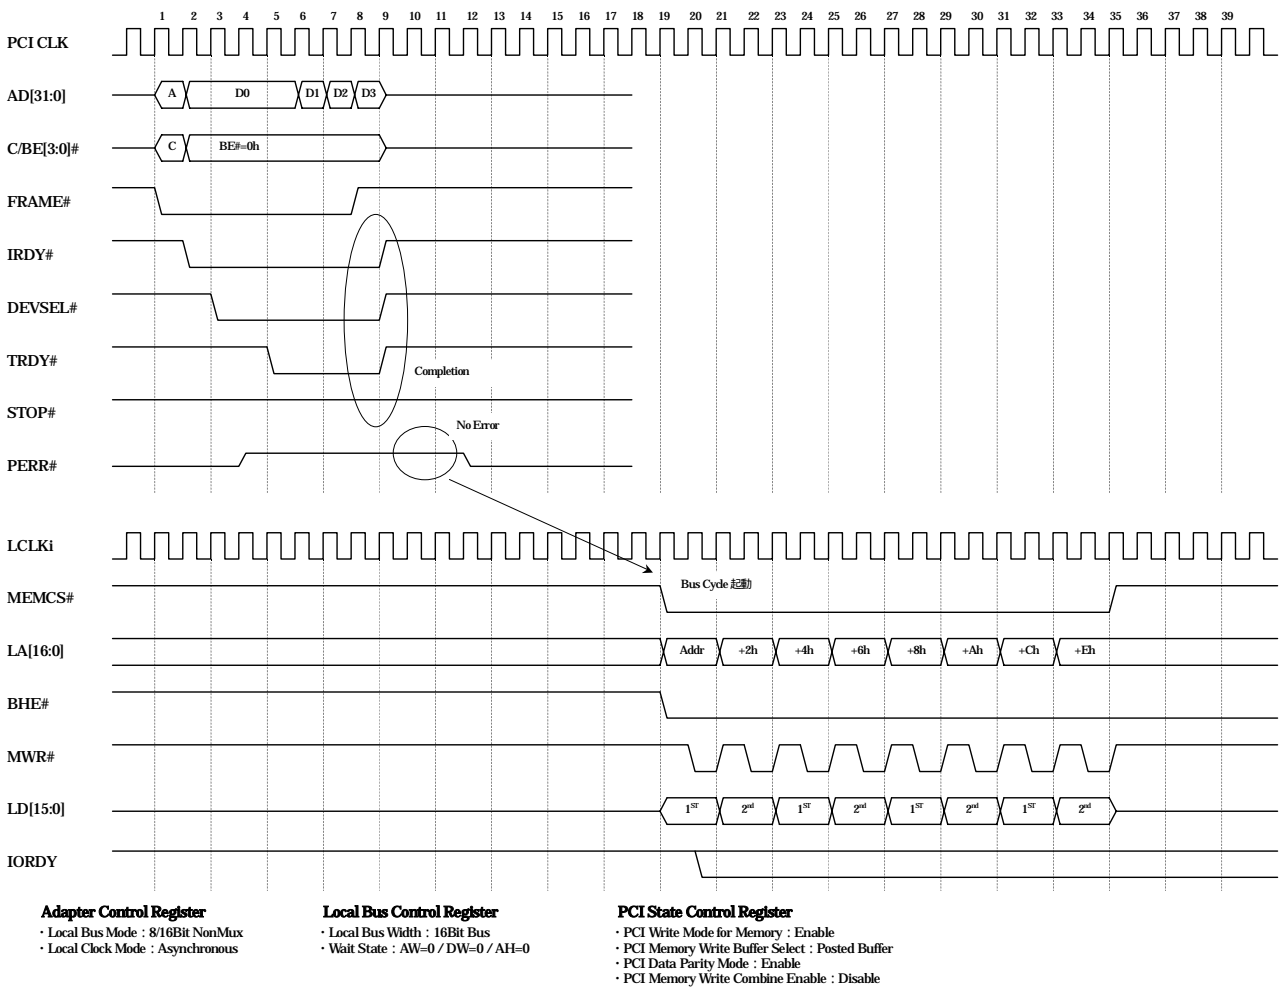 1 2 3 4 5 6 7 8 9 10 11 12 13 14 15 16 17 18 19 20 21 22 23 24 25 26 27 28 29 30 31 32 33 34 35 36 37 38 39
PCI CLK
AD[31:0] A D0 D1 D2 D3
C/BE[3:0]# C BE#=0h
FRAME#
IRDY#
DEVSEL#
TRDY#
Completion
STOP#
No Error
PERR#
LCLKi
Bus Cycle 起動
MEMCS#
LA[16:0] Addr +2h +4h +6h +8h +Ah +Ch +Eh
BHE#
MWR#
LD[15:0] 1ST 2nd 1ST 2nd 1ST 2nd 1ST 2nd
IORDY
Adapter Control Register
・Local Bus Mode : 8/16Bit NonMux
・Local Clock Mode : Asynchronous
Local Bus Control Register
・Local Bus Width : 16Bit Bus
・Wait State : AW=0 / DW=0 / AH=0
PCI State Control Register
・PCI Write Mode for Memory : Enable
・PCI Memory Write Buffer Select : Posted Buffer
・PCI Data Parity Mode : Enable
・PCI Memory Write Combine Enable : Disable